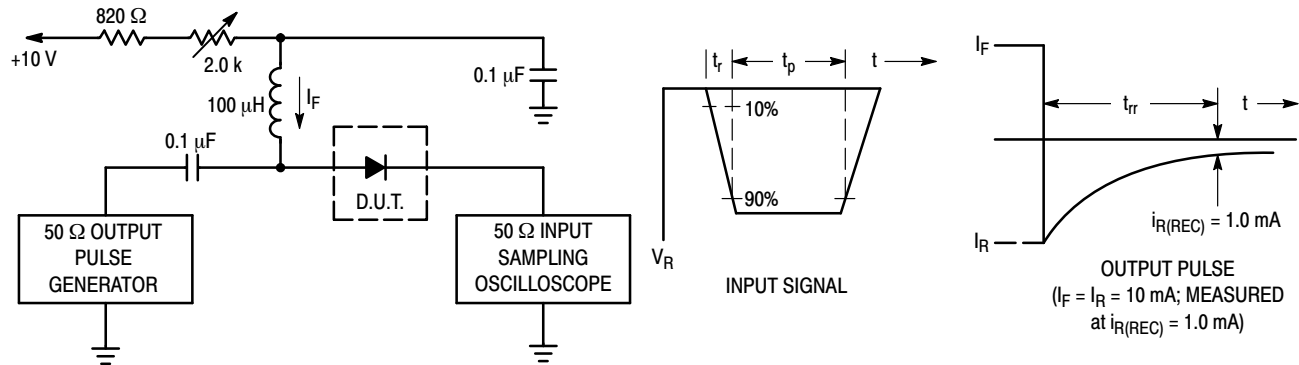 820 Ω
+10 V
2.0 k
100 μH
I_F
0.1 μF
0.1 μF
D.U.T.
50 Ω OUTPUT
PULSE
GENERATOR
50 Ω INPUT
SAMPLING
OSCILLOSCOPE
t_r
t_p
t
10%
90%
V_R
INPUT SIGNAL
I_F
t_rr
t
I_R
i_R(REC) = 1.0 mA
OUTPUT PULSE
(I_F = I_R = 10 mA; MEASURED
at i_R(REC) = 1.0 mA)